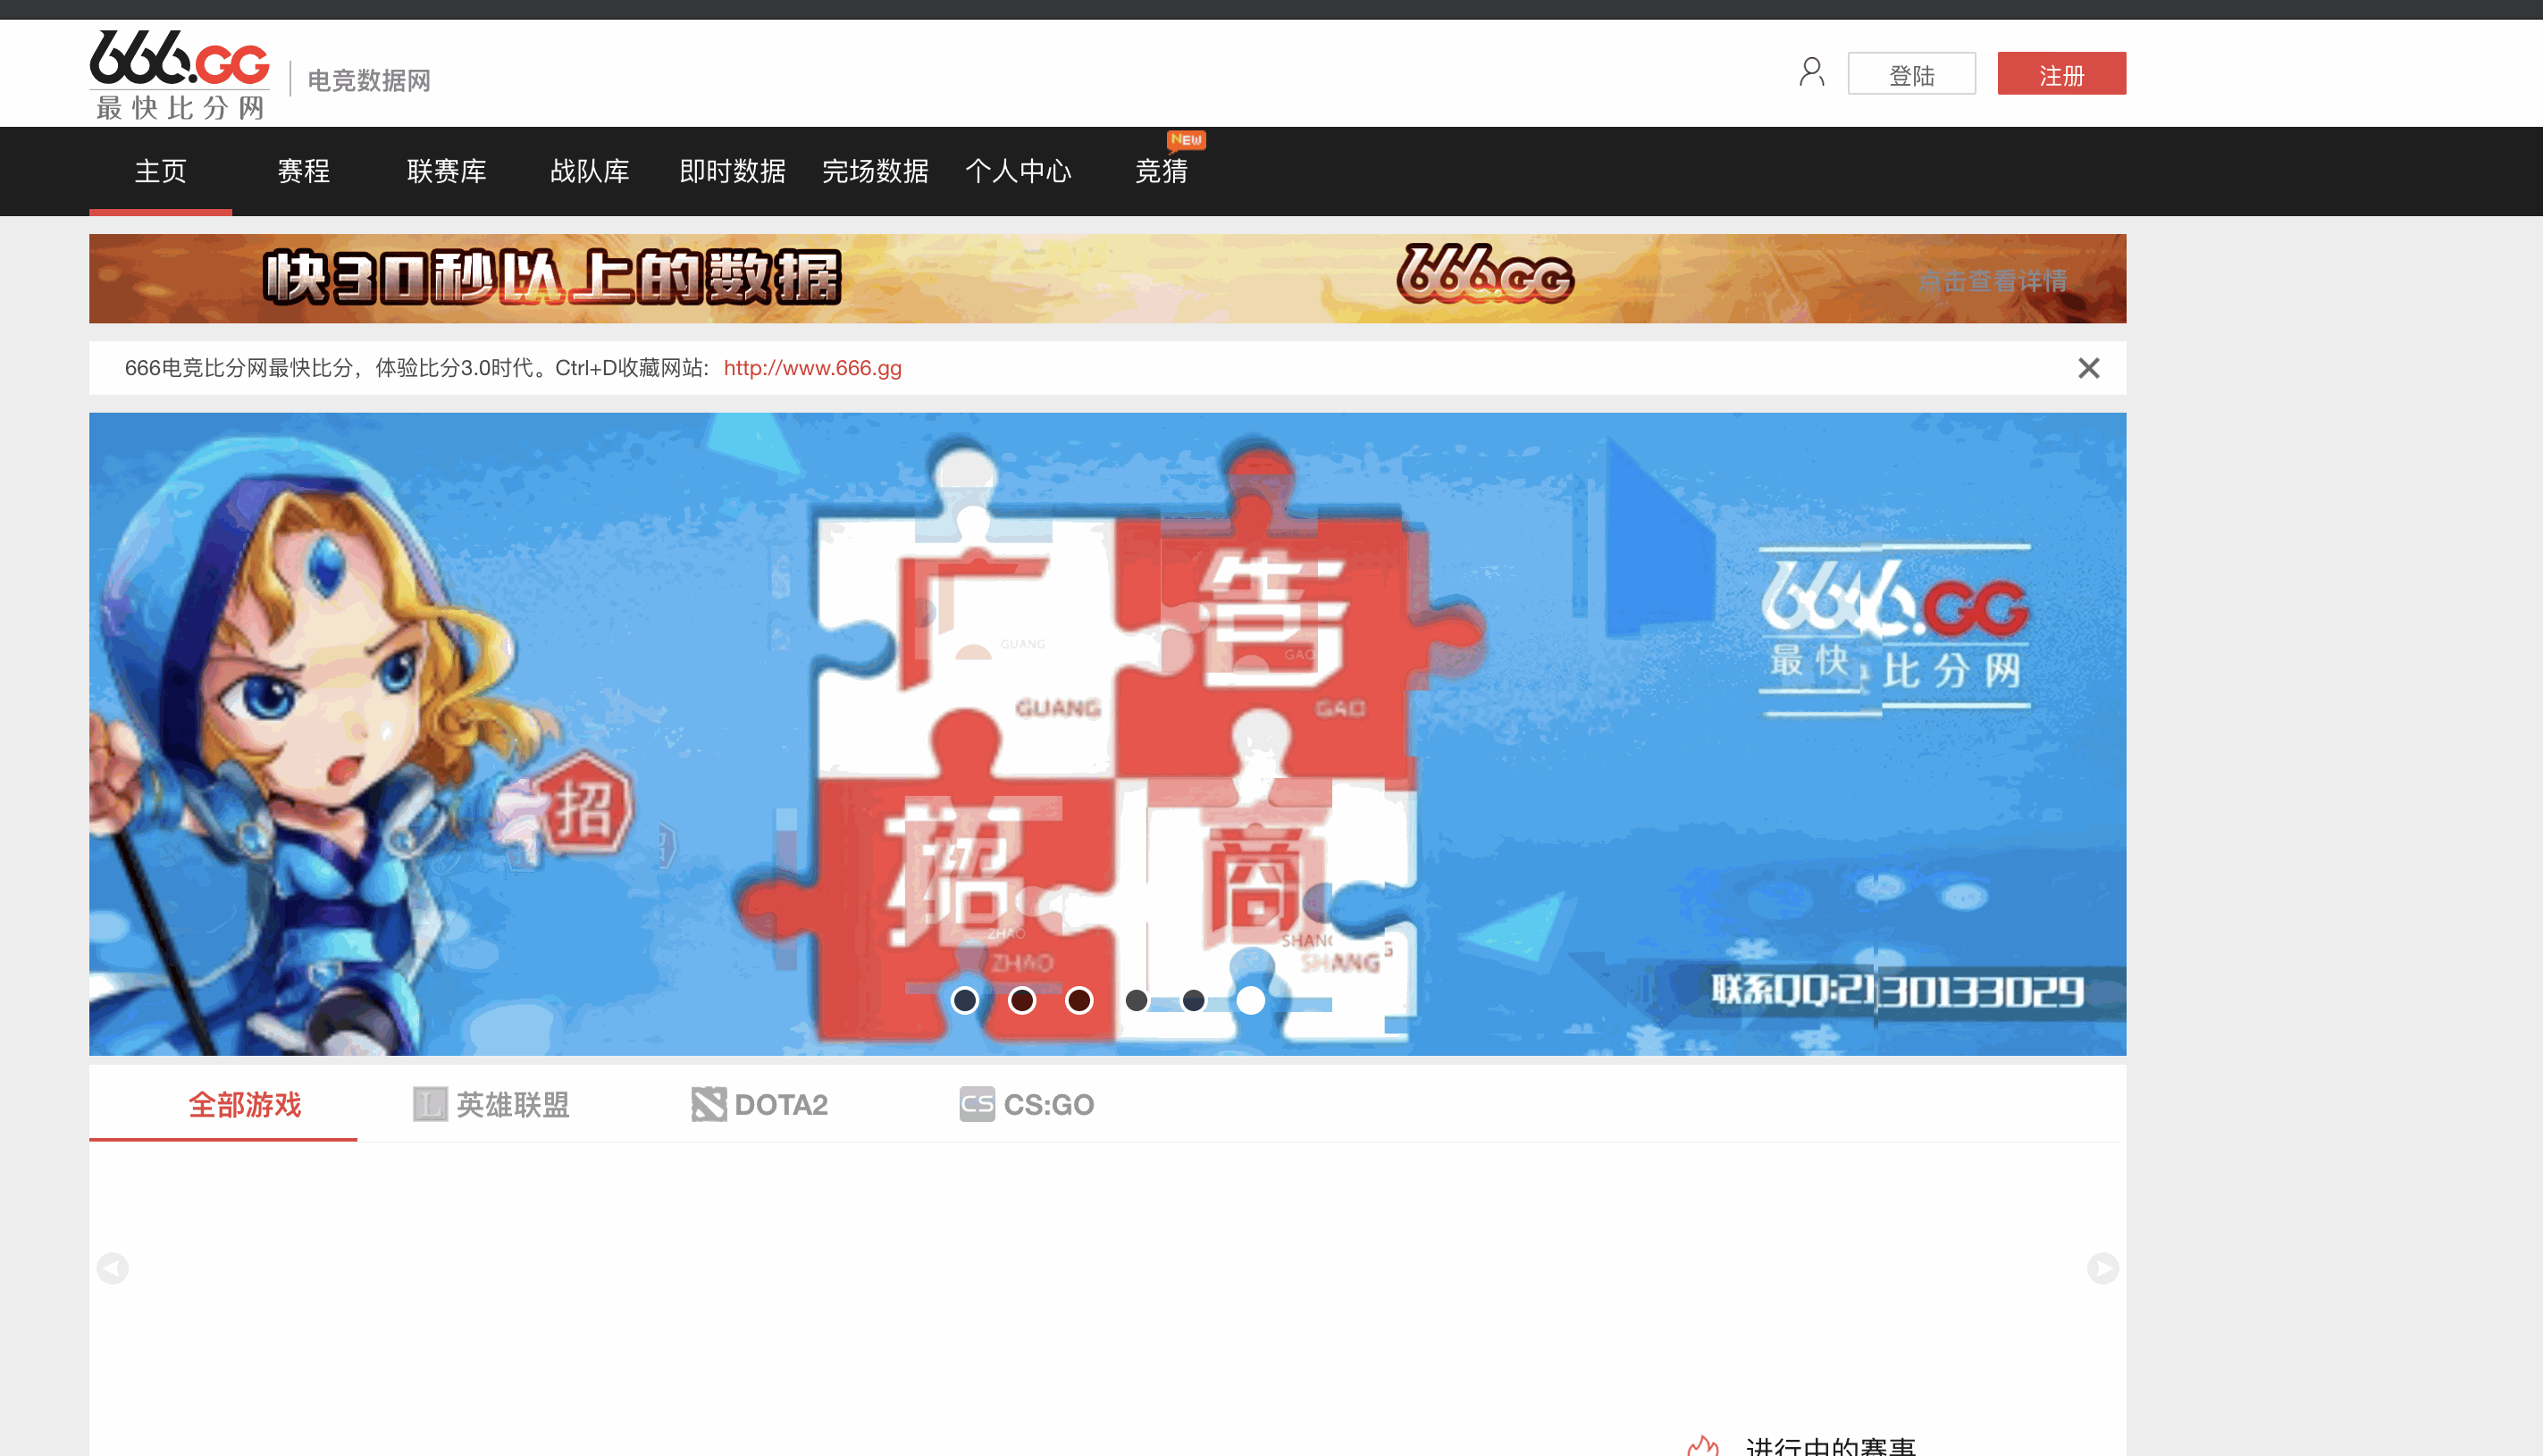 666.GG
最快比分网
电竞数据网
登陆
注册
主页 赛程 联赛库 战队库 即时数据 完场数据 个人中心 竞猜 NEW
快30秒以上的数据 666GG 点击查看详情
666电竞比分网最快比分，体验比分3.0时代。Ctrl+D收藏网站: http://www.666.gg
广 告
GUANG GAO
GUANG GAO
招
招 商
ZHAO SHANG
ZHAO SHANG
666.GG
最快比分网
联系QQ:2130133029
全部游戏 英雄联盟 DOTA2 CS:GO
进行中的赛事